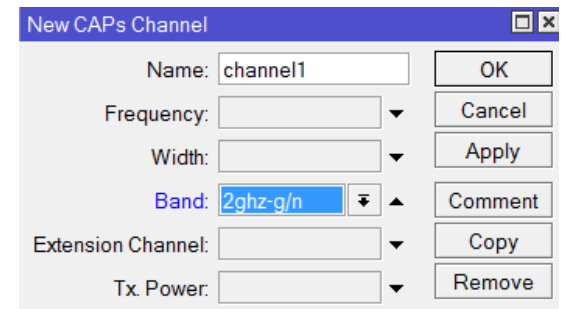 New CAPs Channel
Name: channel1 OK
Frequency: Cancel
Width: Apply
Band: 2ghz-g/n Comment
Extension Channel: Copy
Tx. Power: Remove